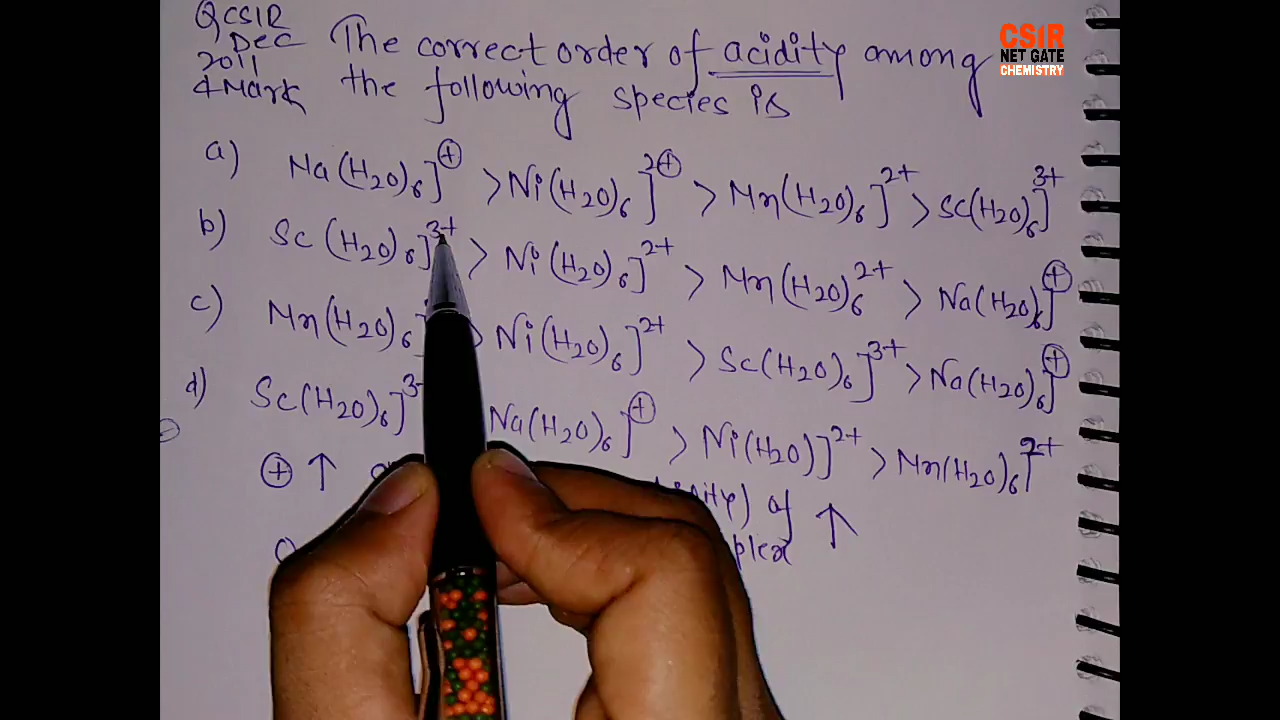 Q CSIR
Dec
2011
4 Mark
The correct order of acidity among
the following species is
CSIR
NET GATE
CHEMISTRY
a) Na(H2O)6]⊕ > Ni(H2O)6]2⊕ > Mn(H2O)6]2+ > Sc(H2O)6]3+
b) Sc(H2O)6]3+ > Ni(H2O)6]2+ > Mn(H2O)6 2+ > Na(H2O)6]⊕
c) Mn(H2O)6 > Ni(H2O)6]2+ > Sc(H2O)6]3+ > Na(H2O)6]⊕
d) Sc(H2O)6]3 Na(H2O)6]⊕ > Ni(H2O)]2+ > Mn(H2O)6]2+
⊕ ↑ of ↑